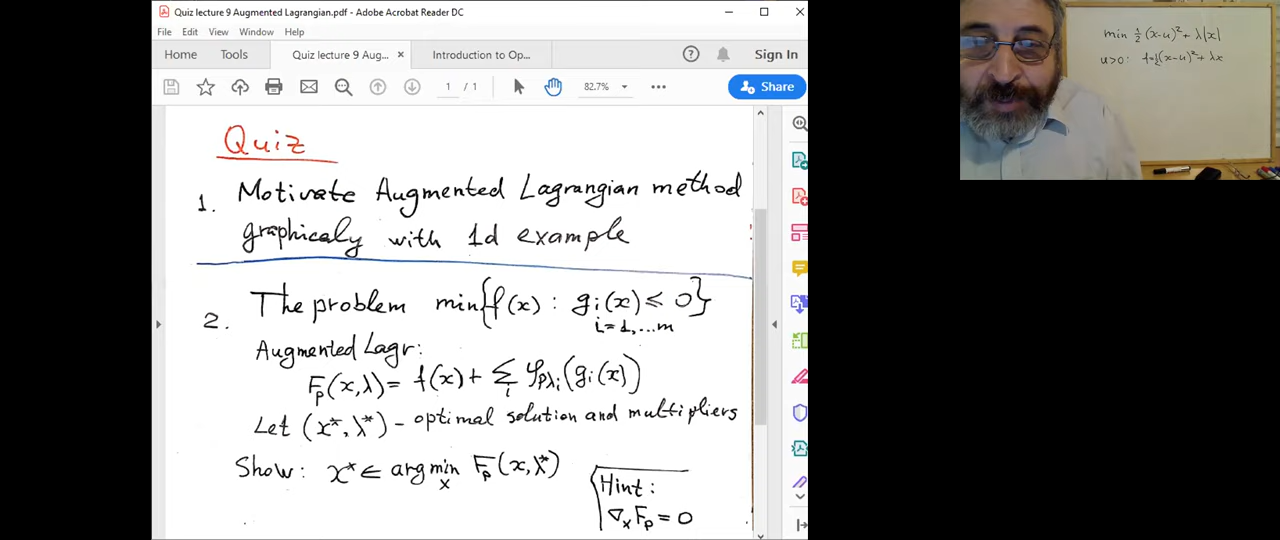 Quiz lecture 9 Augmented Lagrangian.pdf - Adobe Acrobat Reader DC
File Edit View Window Help
Home Tools Quiz lecture 9 Aug... × Introduction to Op... Sign In
1 / 1 82.7% Share
Quiz
1. Motivate Augmented Lagrangian method
graphicaly with 1d example
2. The problem min{f(x) : gᵢ(x) ≤ 0}
i=1,...m
Augmented Lagr:
Fₚ(x,λ) = f(x) + Σᵢ φₚλᵢ(gᵢ(x))
Let (x*, λ*) - optimal solution and multipliers
Show: x* ∈ argminₓ Fₚ(x,λ*)
Hint:
∇ₓFₚ = 0
min ½(x-u)² + λ|x|
u>0: f=½(x-u)² + λx